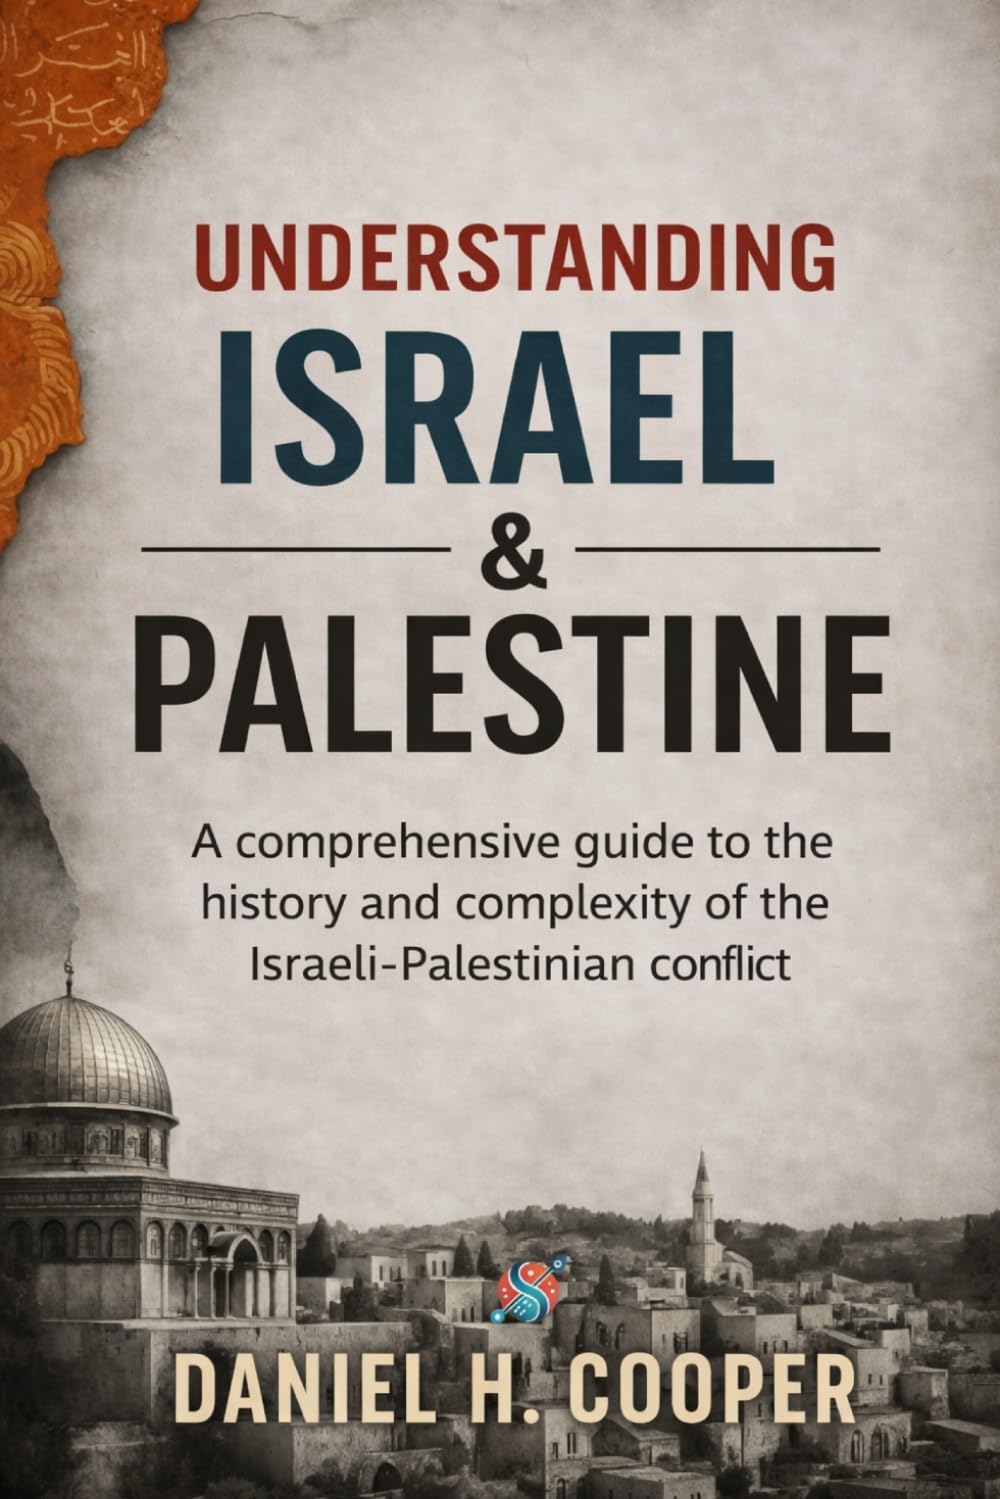 UNDERSTANDING
ISRAEL
&
PALESTINE
A comprehensive guide to the
history and complexity of the
Israeli-Palestinian conflict
DANIEL H. COOPER